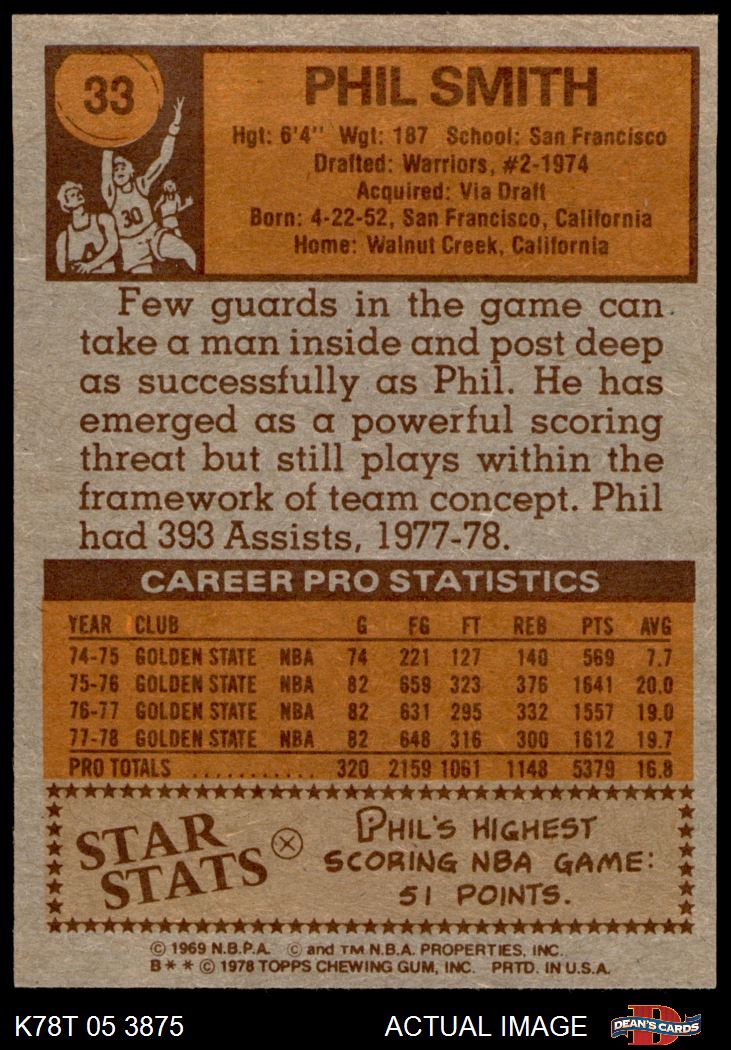 33
PHIL SMITH
Hgt: 6'4" Wgt: 187 School: San Francisco
Drafted: Warriors, #2-1974
Acquired: Via Draft
Born: 4-22-52, San Francisco, California
Home: Walnut Creek, California
30
Few guards in the game can
take a man inside and post deep
as successfully as Phil. He has
emerged as a powerful scoring
threat but still plays within the
framework of team concept. Phil
had 393 Assists, 1977-78.
CAREER PRO STATISTICS
YEAR CLUB G FG FT REB PTS AVG
74-75 GOLDEN STATE NBA 74 221 127 140 569 7.7
75-76 GOLDEN STATE NBA 82 659 323 376 1641 20.0
76-77 GOLDEN STATE NBA 82 631 295 332 1557 19.0
77-78 GOLDEN STATE NBA 82 648 316 300 1612 19.7
PRO TOTALS ........... 320 2159 1061 1148 5379 16.8
STAR
STATS
PHIL'S HIGHEST
SCORING NBA GAME:
51 POINTS.
© 1969 N.B.P.A. © and TM N.B.A. PROPERTIES, INC.
B** © 1978 TOPPS CHEWING GUM, INC. PRTD. IN U.S.A.
K78T 05 3875 ACTUAL IMAGE
D
DEAN'S CARDS